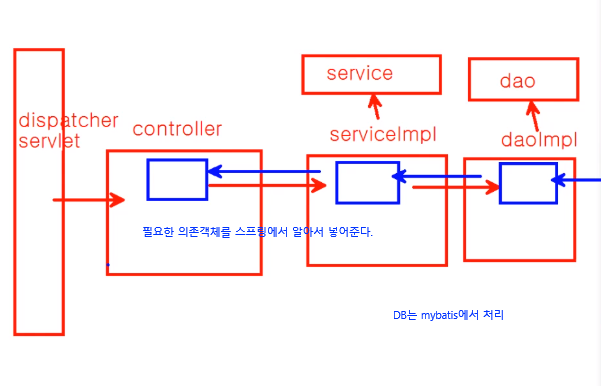 service
dao
dispatcher
servlet
controller
serviceImpl
daoImpl
필요한 의존객체를 스프링에서 알아서 넣어준다.
DB는 mybatis에서 처리